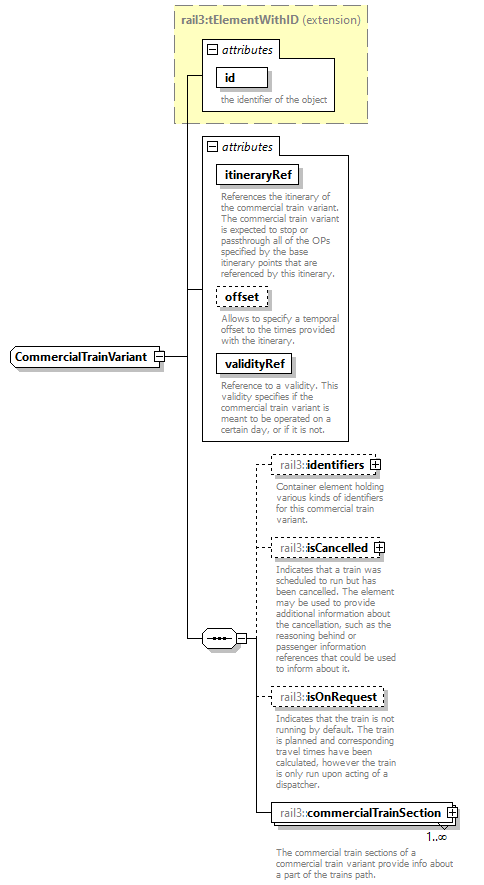 rail3:tElementWithID (extension)
attributes
id
the identifier of the object
attributes
itineraryRef
References the itinerary of
the commercial train variant.
The commercial train variant
is expected to stop or
passthrough all of the OPs
specified by the base
itinerary points that are
referenced by this itinerary.
offset
Allows to specify a temporal
offset to the times provided
with the itinerary.
CommercialTrainVariant
validityRef
Reference to a validity. This
validity specifies if the
commercial train variant is
meant to be operated on a
certain day, or if it is not.
rail3::identifiers
Container element holding
various kinds of identifiers
for this commercial train
variant.
rail3::isCancelled
Indicates that a train was
scheduled to run but has
been cancelled. The element
may be used to provide
additional information about
the cancellation, such as the
reasoning behind or
passenger information
references that could be used
to inform about it.
rail3::isOnRequest
Indicates that the train is not
running by default. The train
is planned and corresponding
travel times have been
calculated, however the train
is only run upon acting of a
dispatcher.
rail3::commercialTrainSection
1..∞
The commercial train sections of a
commercial train variant provide info about
a part of the trains path.